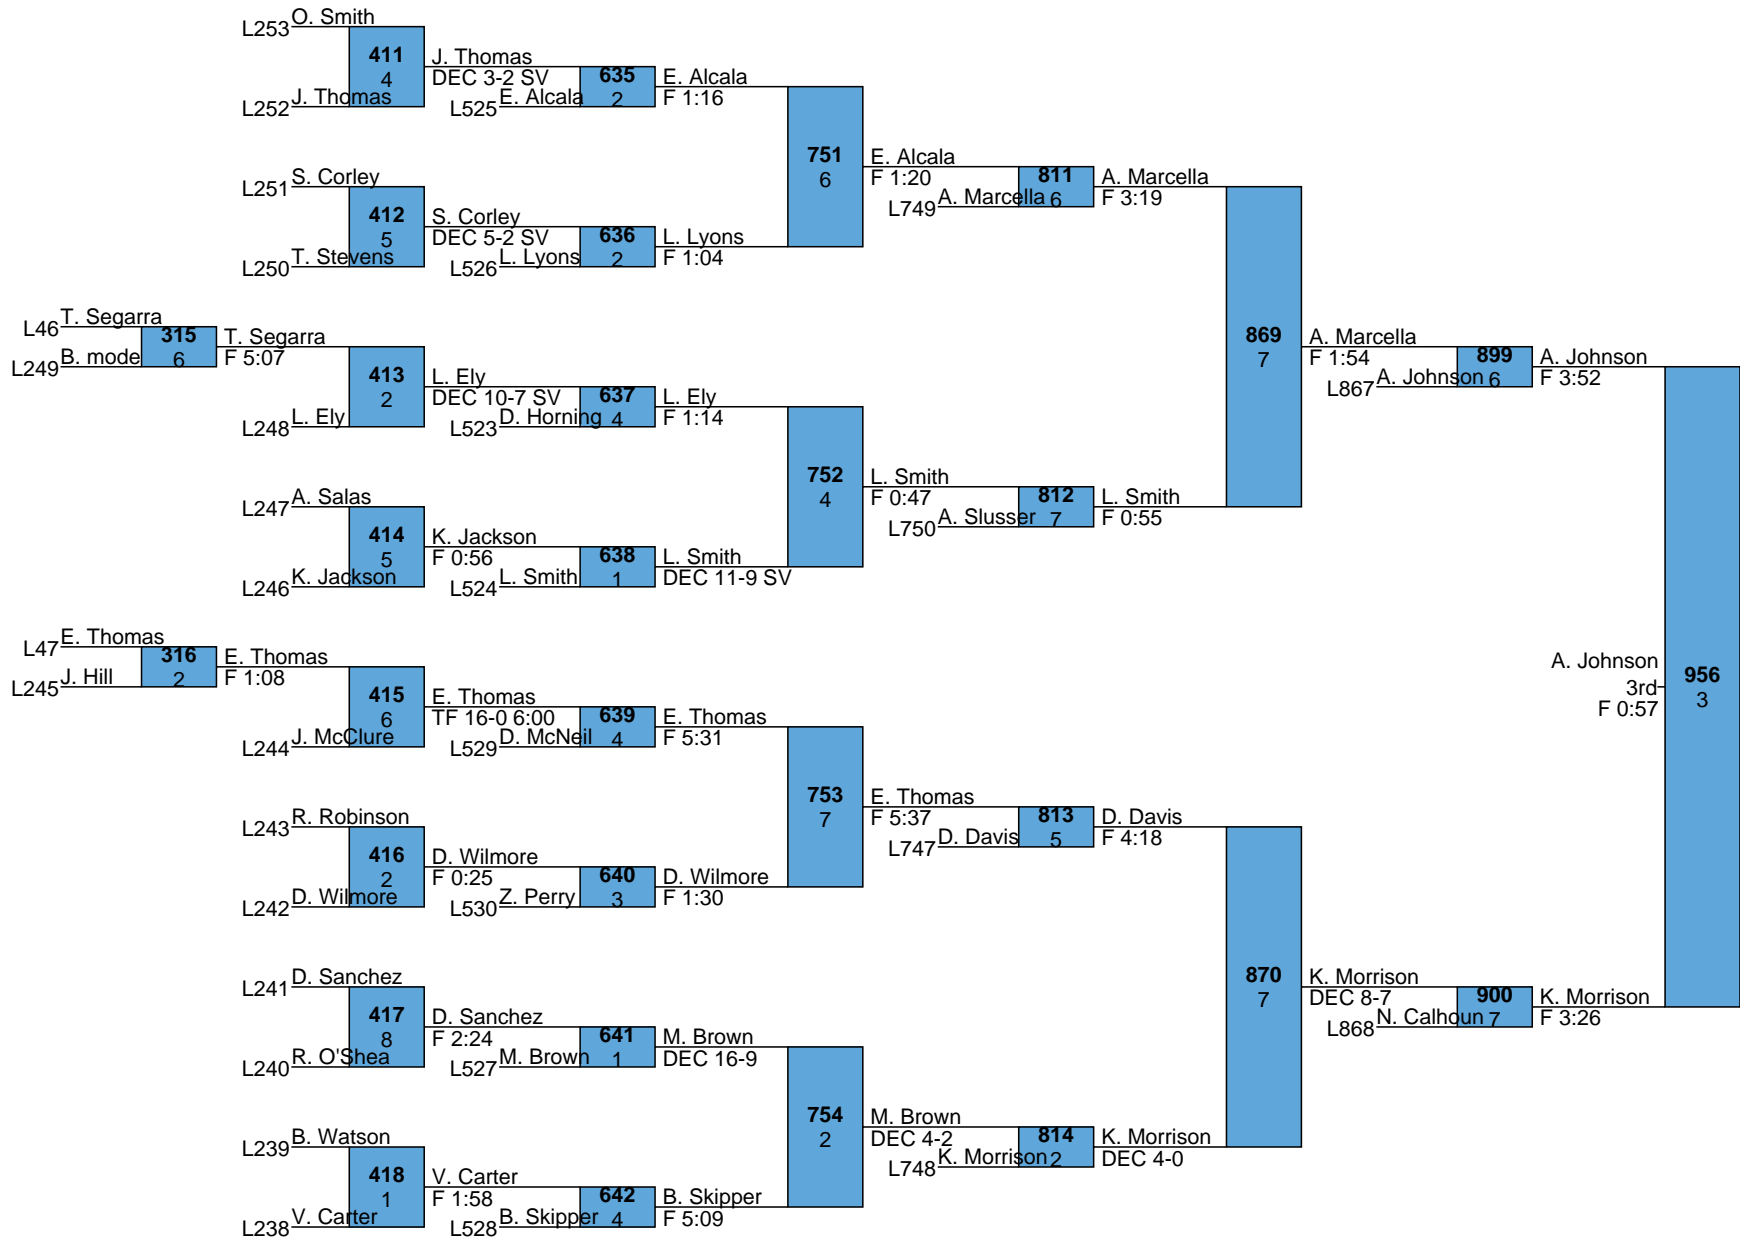 O. Smith
L253
411
4
J. Thomas
DEC 3-2 SV
J. Thomas
L252
635
2
E. Alcala
L525
E. Alcala
F 1:16
S. Corley
L251
412
5
S. Corley
DEC 5-2 SV
T. Stevens
L250
636
2
L. Lyons
L526
L. Lyons
F 1:04
751
6
E. Alcala
F 1:20
811
6
A. Marcella
L749
A. Marcella
F 3:19
T. Segarra
L46
315
6
B. mode
L249
T. Segarra
F 5:07
413
2
L. Ely
L248
L. Ely
DEC 10-7 SV
637
4
D. Horning
L523
L. Ely
F 1:14
A. Salas
L247
414
5
K. Jackson
L246
K. Jackson
F 0:56
638
1
L. Smith
L524
L. Smith
DEC 11-9 SV
752
4
L. Smith
F 0:47
812
7
A. Slusser
L750
L. Smith
F 0:55
869
7
A. Marcella
F 1:54
899
6
A. Johnson
L867
A. Johnson
F 3:52
E. Thomas
L47
316
2
J. Hill
L245
E. Thomas
F 1:08
415
6
J. McClure
L244
E. Thomas
TF 16-0 6:00
639
4
D. McNeil
L529
E. Thomas
F 5:31
R. Robinson
L243
416
2
D. Wilmore
L242
D. Wilmore
F 0:25
640
3
Z. Perry
L530
D. Wilmore
F 1:30
753
7
E. Thomas
F 5:37
813
5
D. Davis
L747
D. Davis
F 4:18
D. Sanchez
L241
417
8
R. O'Shea
L240
D. Sanchez
F 2:24
641
1
M. Brown
L527
M. Brown
DEC 16-9
B. Watson
L239
418
1
V. Carter
L238
V. Carter
F 1:58
642
4
B. Skipper
L528
B. Skipper
F 5:09
754
2
M. Brown
DEC 4-2
814
2
K. Morrison
L748
K. Morrison
DEC 4-0
870
7
K. Morrison
DEC 8-7
900
7
N. Calhoun
L868
K. Morrison
F 3:26
956
3
A. Johnson
3rd
F 0:57